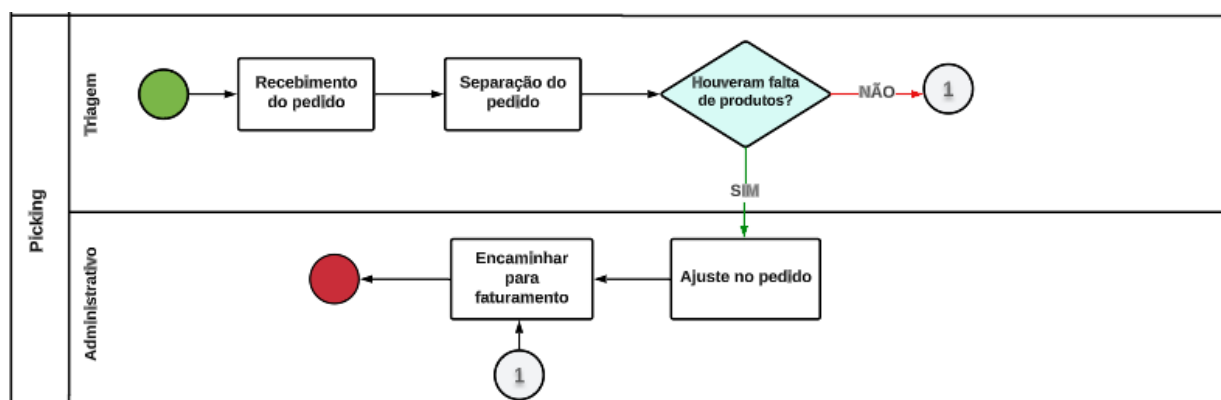 Picking
Triagem
Recebimento
do pedido
Separação do
pedido
Houveram falta
de produtos?
NÃO
1
SIM
Administrativo
Encaminhar
para
faturamento
Ajuste no pedido
1